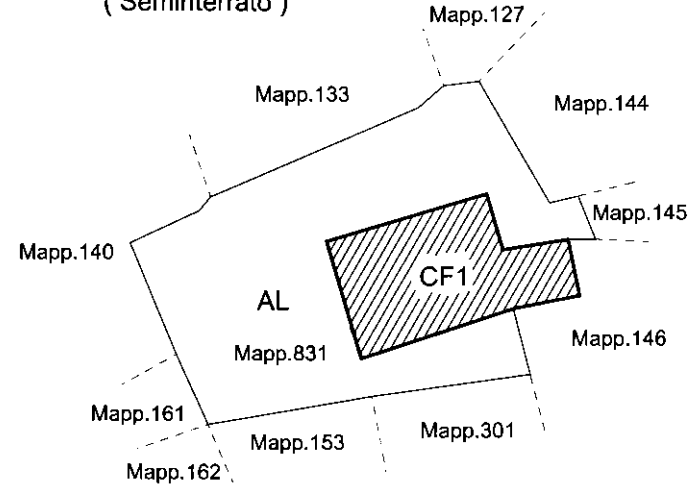 ( Seminterrato )
Mapp.127
Mapp.133
Mapp.144
Mapp.145
Mapp.140
CF1
AL
Mapp.831
Mapp.146
Mapp.161
Mapp.153
Mapp.301
Mapp.162